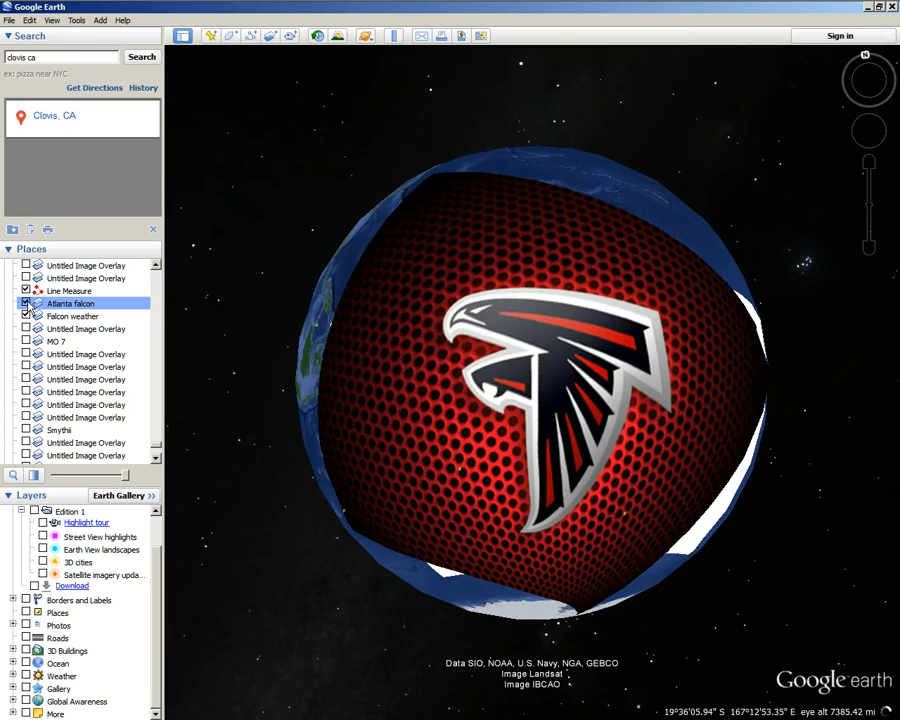 Google Earth
File Edit View Tools Add Help
Search
Sign in
clovis ca
Search
ex: pizza near NYC
Get Directions History
N
Clovis, CA
Places
Untitled Image Overlay
Untitled Image Overlay
Line Measure
Atlanta falcon
Falcon weather
Untitled Image Overlay
MO 7
Untitled Image Overlay
Untitled Image Overlay
Untitled Image Overlay
Untitled Image Overlay
Untitled Image Overlay
Untitled Image Overlay
Smythii
Untitled Image Overlay
Untitled Image Overlay
Layers
Earth Gallery >>
Edition 1
Highlight tour
Street View highlights
Earth View landscapes
3D cities
Satellite imagery upda...
Download
Borders and Labels
Places
Photos
Roads
3D Buildings
Ocean
Weather
Gallery
Global Awareness
More
Data SIO, NOAA, U.S. Navy, NGA, GEBCO
Image Landsat
Image IBCAO
Google earth
19°36'05.94" S 167°12'53.35" E eye alt 7385.42 mi